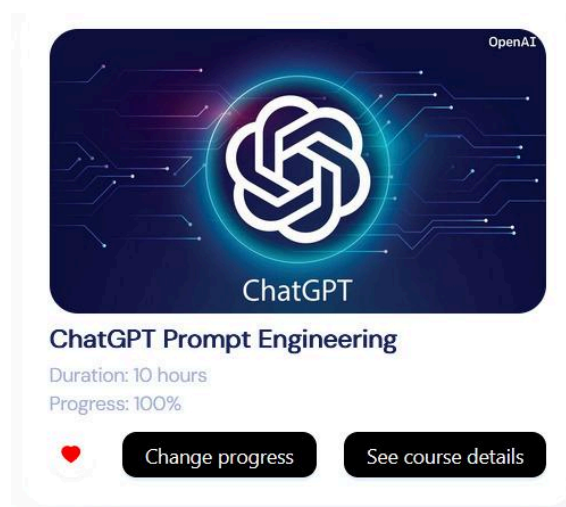 OpenAI
ChatGPT
ChatGPT Prompt Engineering
Duration: 10 hours
Progress: 100%
Change progress
See course details